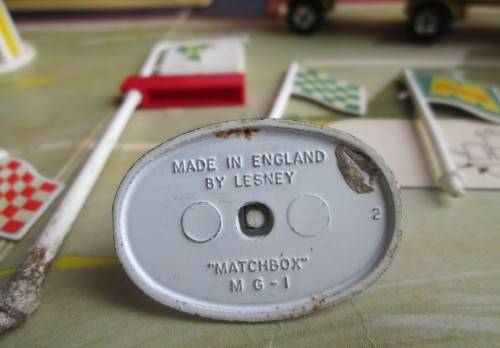 MADE IN ENGLAND
BY LESNEY
2
"MATCHBOX"
M G - 1